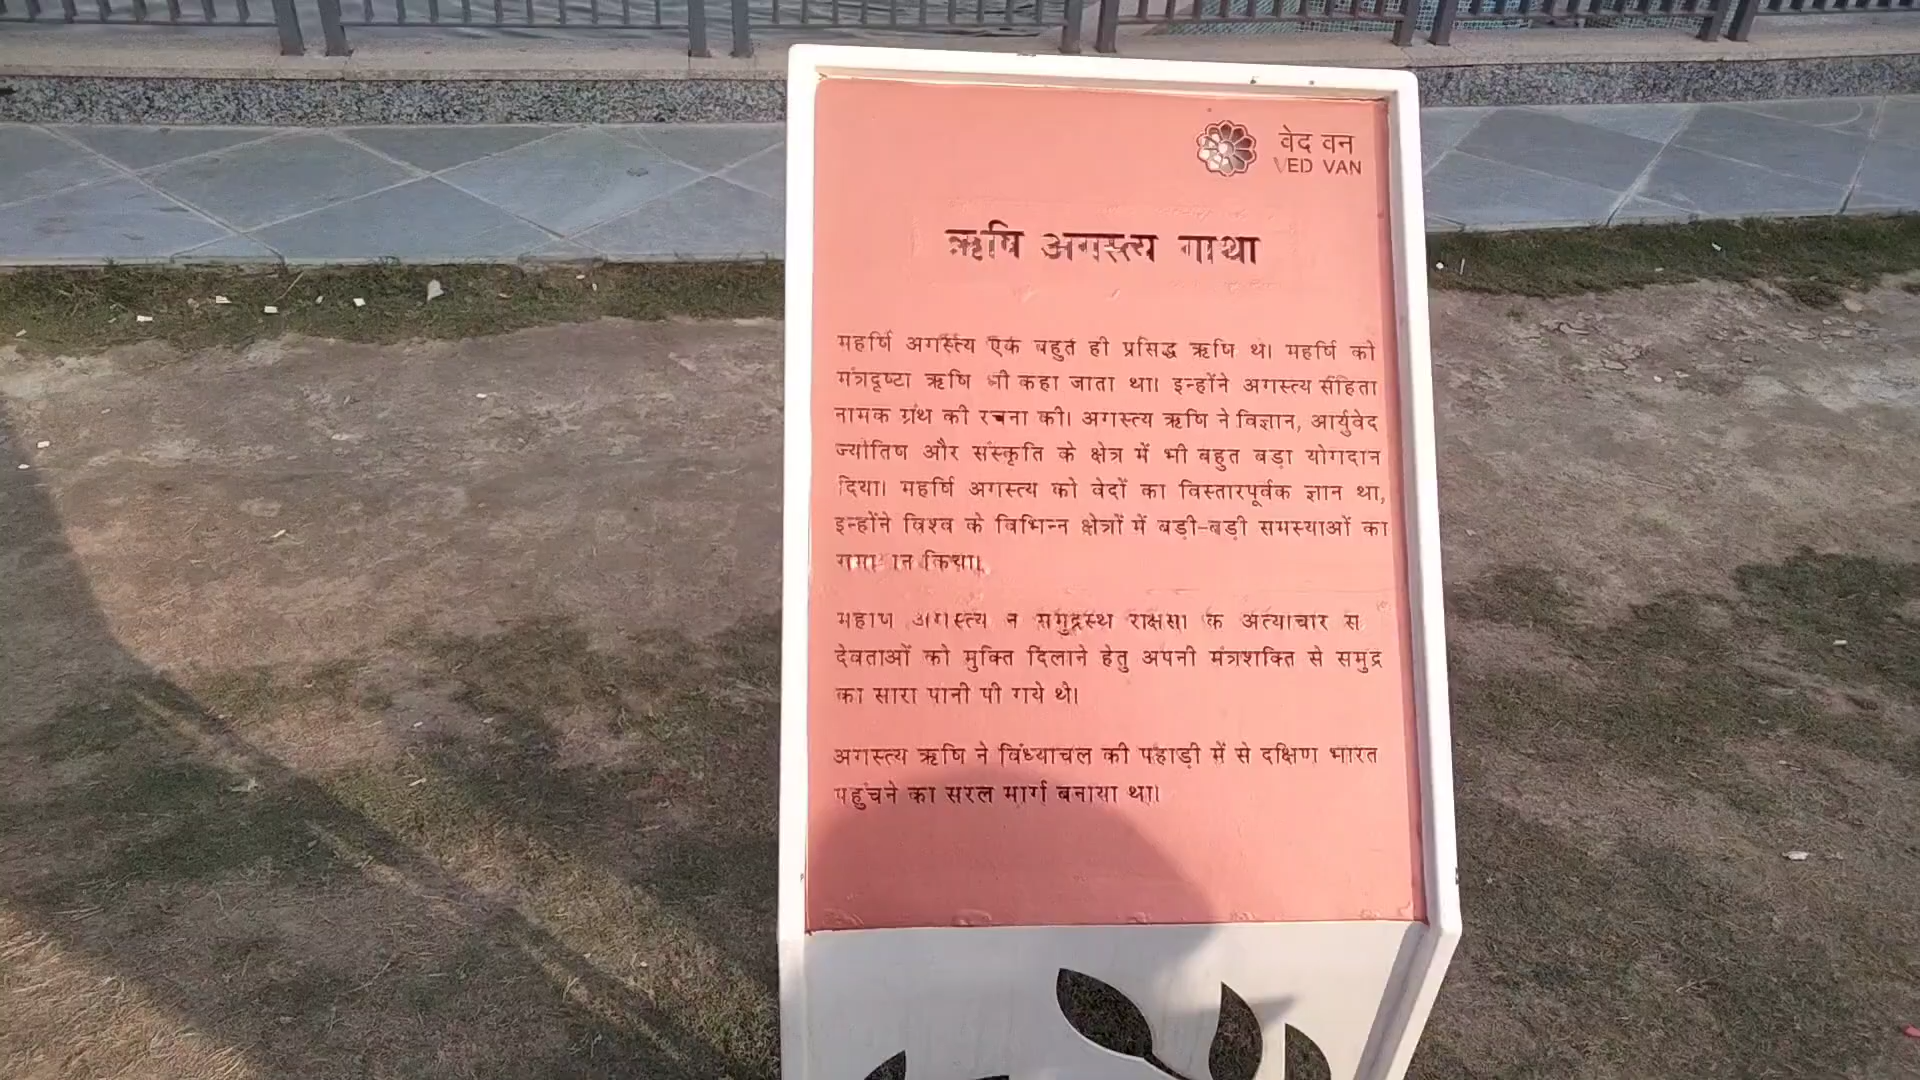 वेद वन
VED VAN
ऋषि अगस्त्य गाथा
महर्षि अगस्त्य एक बहुत ही प्रसिद्ध ऋषि थे। महर्षि को
मंत्रदृष्टा ऋषि भी कहा जाता था। इन्होंने अगस्त्य संहिता
नामक ग्रंथ की रचना की। अगस्त्य ऋषि ने विज्ञान, आर्युवेद
ज्योतिष और संस्कृति के क्षेत्र में भी बहुत बड़ा योगदान
दिया। महर्षि अगस्त्य को वेदों का विस्तारपूर्वक ज्ञान था,
इन्होंने विश्व के विभिन्न क्षेत्रों में बड़ी-बड़ी समस्याओं का
समाधान किया।
महर्षि अगस्त्य ने समुद्रस्थ राक्षसों के अत्याचार से
देवताओं को मुक्ति दिलाने हेतु अपनी मंत्रशक्ति से समुद्र
का सारा पानी पी गये थे।
अगस्त्य ऋषि ने विंध्याचल की पहाड़ी में से दक्षिण भारत
पहुंचने का सरल मार्ग बनाया था।